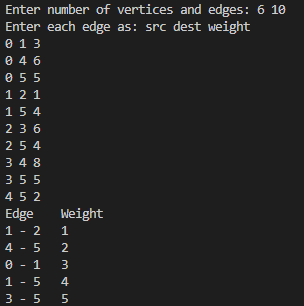 Enter number of vertices and edges: 6 10
Enter each edge as: src dest weight
0 1 3
0 4 6
0 5 5
1 2 1
1 5 4
2 3 6
2 5 4
3 4 8
3 5 5
4 5 2
Edge    Weight
1 - 2   1
4 - 5   2
0 - 1   3
1 - 5   4
3 - 5   5